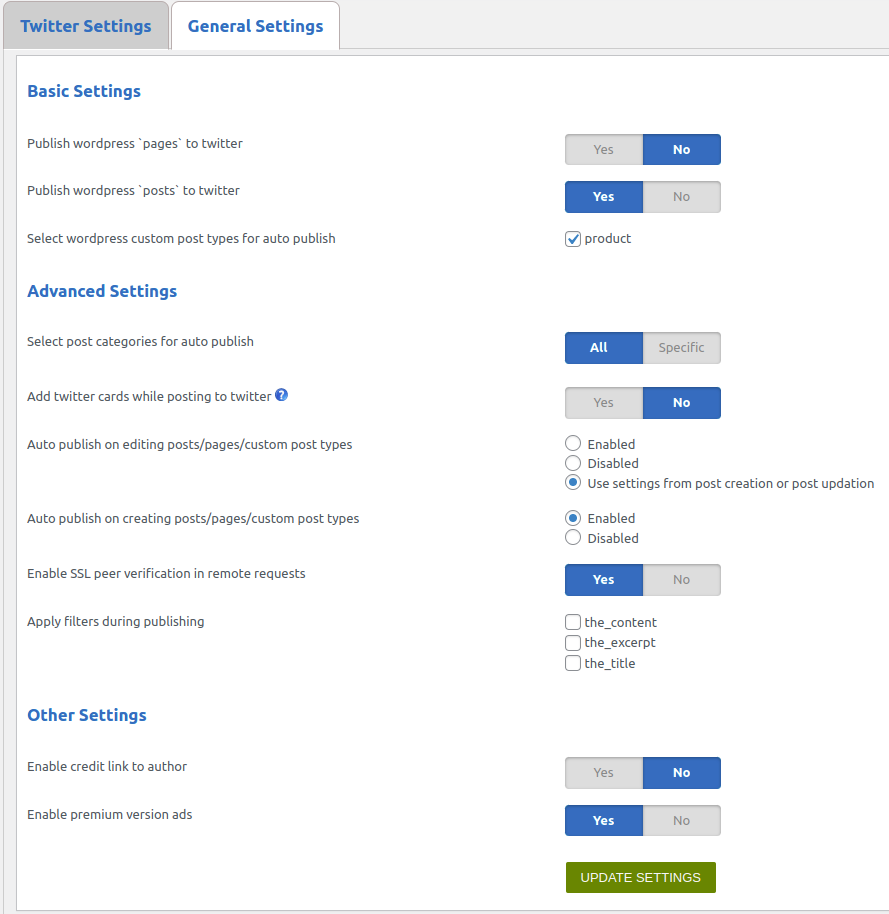 Twitter Settings General Settings
Basic Settings
Publish wordpress `pages` to twitter Yes No
Publish wordpress `posts` to twitter Yes No
Select wordpress custom post types for auto publish product
Advanced Settings
Select post categories for auto publish All Specific
Add twitter cards while posting to twitter ? Yes No
Auto publish on editing posts/pages/custom post types Enabled
Disabled
Use settings from post creation or post updation
Auto publish on creating posts/pages/custom post types Enabled
Disabled
Enable SSL peer verification in remote requests Yes No
Apply filters during publishing the_content
the_excerpt
the_title
Other Settings
Enable credit link to author Yes No
Enable premium version ads Yes No
UPDATE SETTINGS